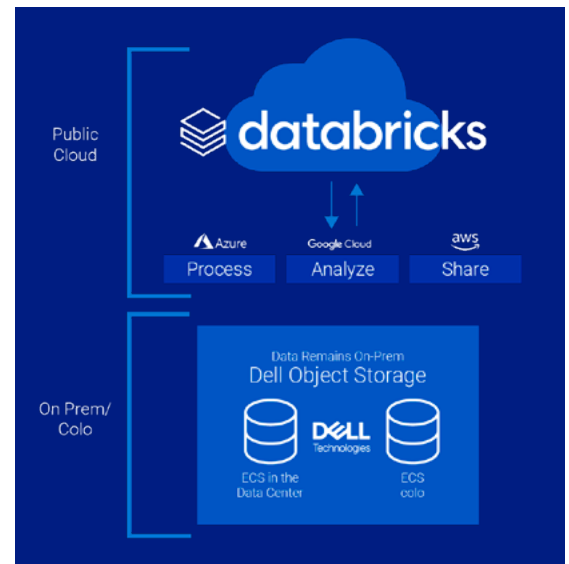 Public
Cloud
databricks
Azure
Google Cloud
aws
Process
Analyze
Share
On Prem/
Colo
Data Remains On-Prem
Dell Object Storage
DELL
Technologies
ECS in the
Data Center
ECS
colo